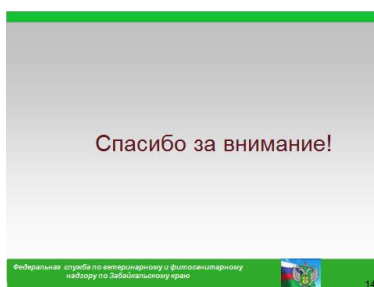 Спасибо за внимание!
Федеральная служба по ветеринарному и фитосанитарному
надзору по Забайкальскому краю
14